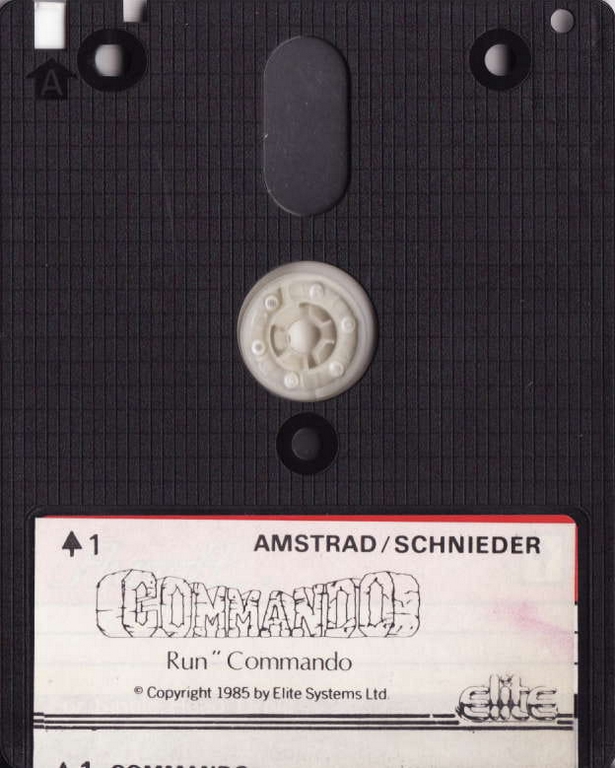 A
1 AMSTRAD/SCHNIEDER
COMMANDO
Run" Commando
© Copyright 1985 by Elite Systems Ltd.
elite
1 COMMANDO